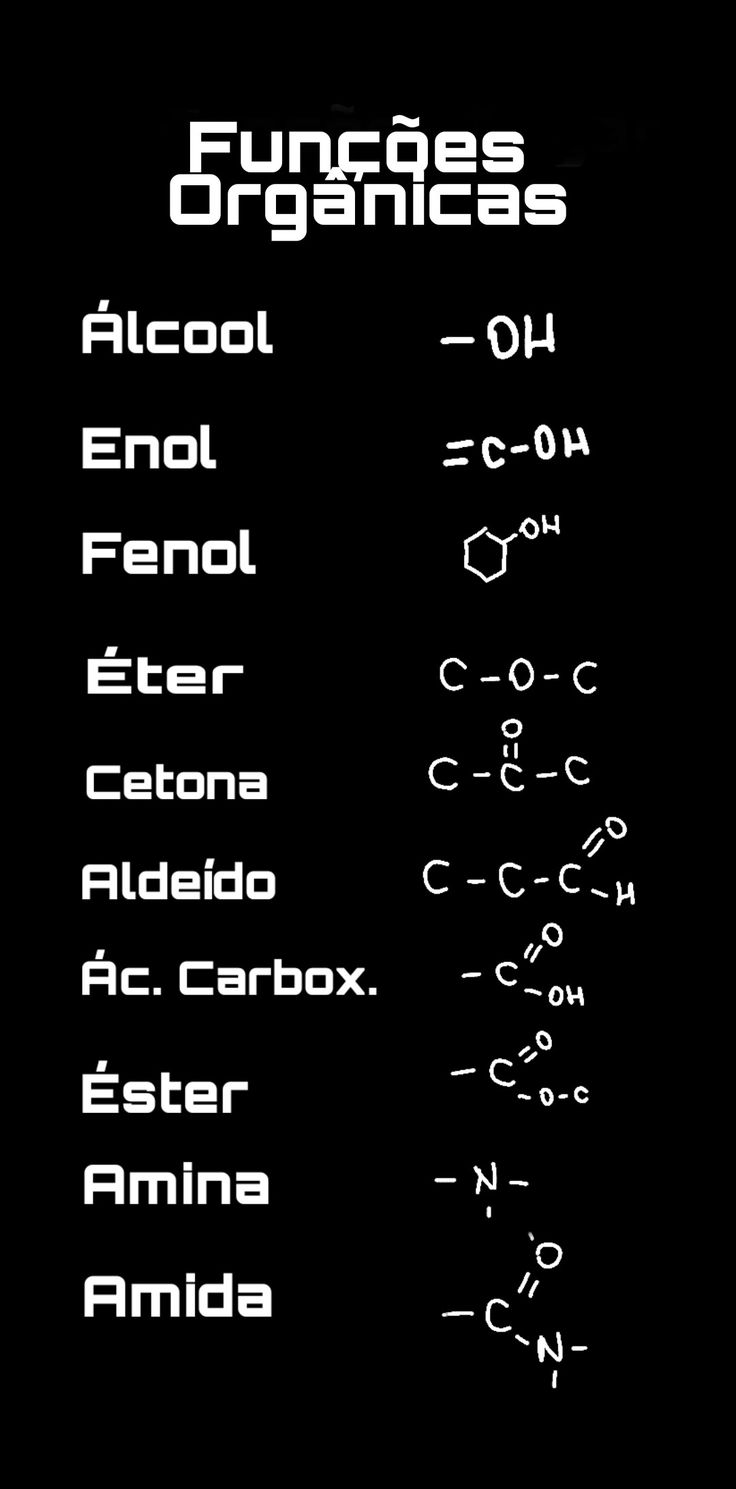 Funções
Orgânicas
Álcool – OH
Enol =C-OH
Fenol OH
Éter C-O-C
O
||
Cetona C-C-C
O
//
Aldeído C-C-C
-H
O
//
Ác. Carbox. -C
-OH
O
//
Éster -C
-O-C
Amina -N-
|
O
//
Amida -C
-N-
|